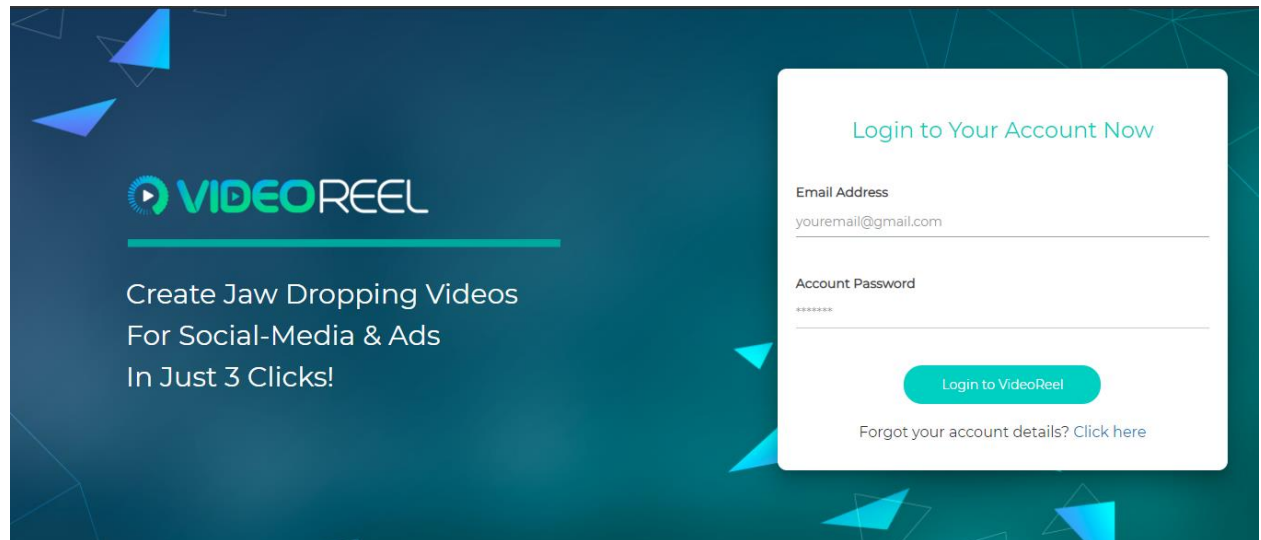 VIDEOREEL
Create Jaw Dropping Videos
For Social-Media & Ads
In Just 3 Clicks!
Login to Your Account Now
Email Address
youremail@gmail.com
Account Password
*******
Login to VideoReel
Forgot your account details? Click here